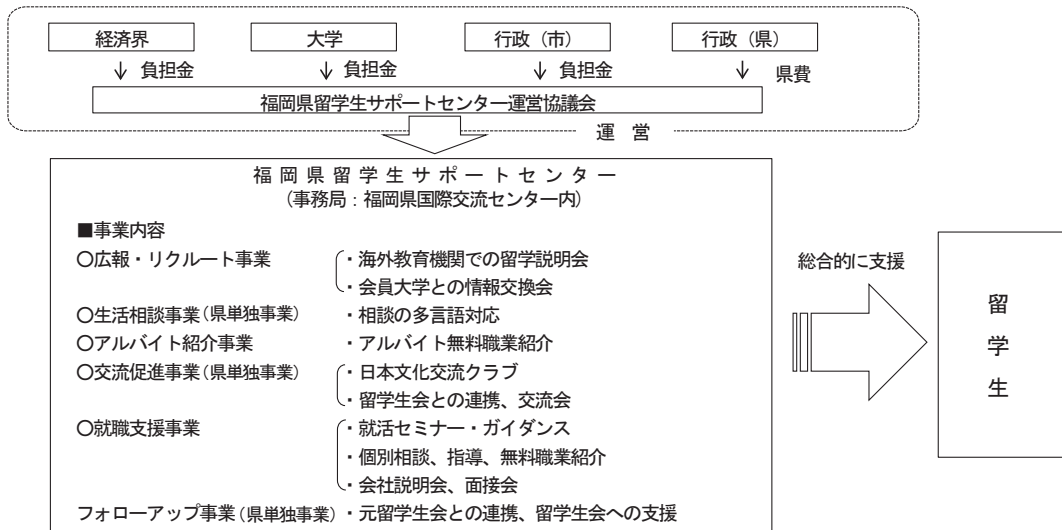 経済界　大学　行政（市）　行政（県）
↓ 負担金　↓ 負担金　↓ 負担金　↓ 県費
福岡県留学生サポートセンター運営協議会
運　営
福岡県留学生サポートセンター
（事務局：福岡県国際交流センター内）
■事業内容
○広報・リクルート事業　・海外教育機関での留学説明会
・会員大学との情報交換会
○生活相談事業（県単独事業）　・相談の多言語対応
○アルバイト紹介事業　・アルバイト無料職業紹介
○交流促進事業（県単独事業）　・日本文化交流クラブ
・留学生会との連携、交流会
○就職支援事業　・就活セミナー・ガイダンス
・個別相談、指導、無料職業紹介
・会社説明会、面接会
フォローアップ事業（県単独事業）・元留学生会との連携、留学生会への支援
総合的に支援
留学生